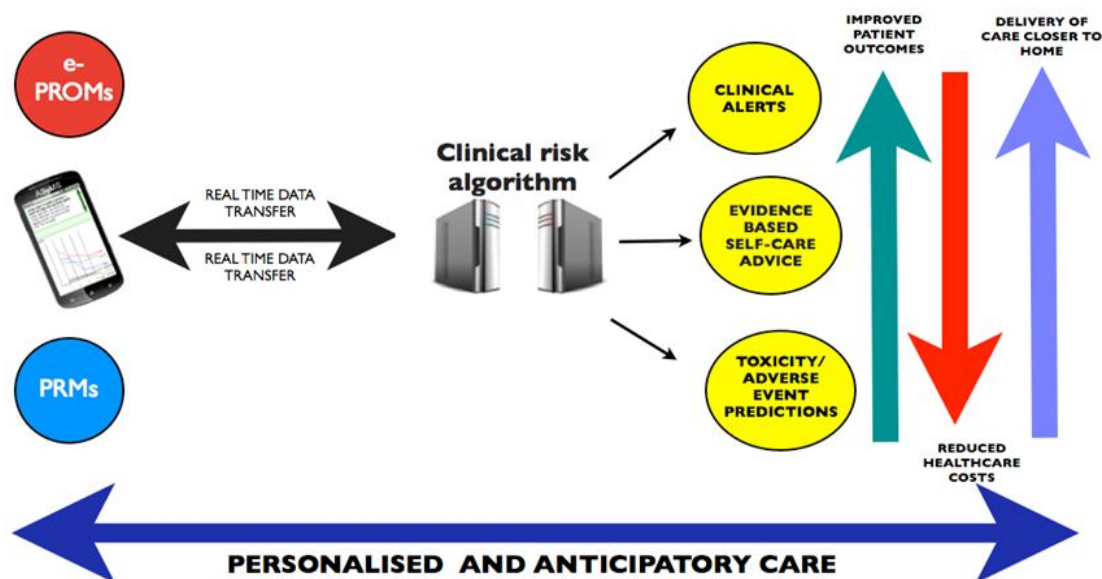 e-
PROMs
ASyMS
PRMs
REAL TIME DATA
TRANSFER
REAL TIME DATA
TRANSFER
Clinical risk
algorithm
CLINICAL
ALERTS
EVIDENCE
BASED
SELF-CARE
ADVICE
TOXICITY/
ADVERSE
EVENT
PREDICTIONS
IMPROVED
PATIENT
OUTCOMES
DELIVERY OF
CARE CLOSER TO
HOME
REDUCED
HEALTHCARE
COSTS
PERSONALISED AND ANTICIPATORY CARE